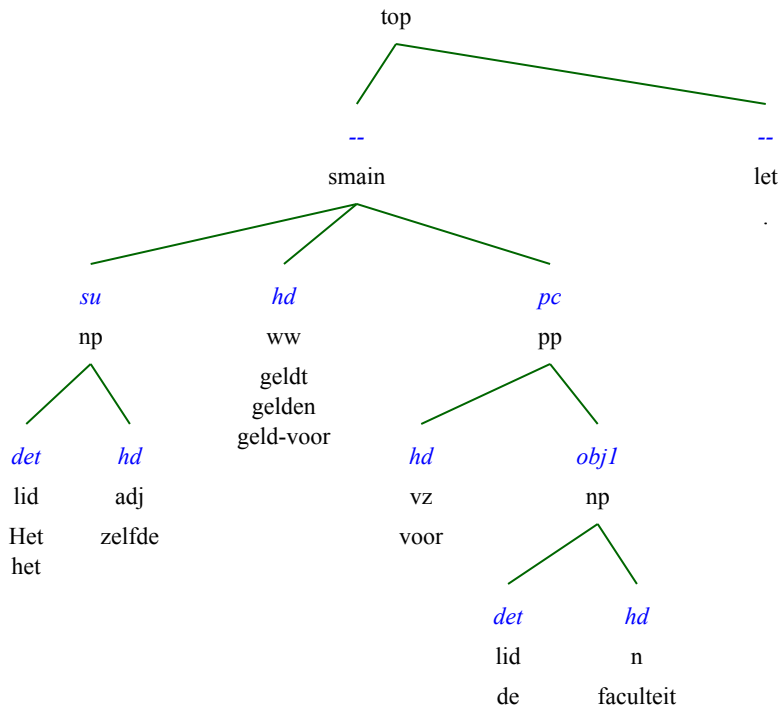 top
-- --
smain let
.
su hd pc
np ww pp
geldt
gelden
geld-voor
det hd hd obj1
lid adj vz np
Het zelfde voor
het
det hd
lid n
de faculteit